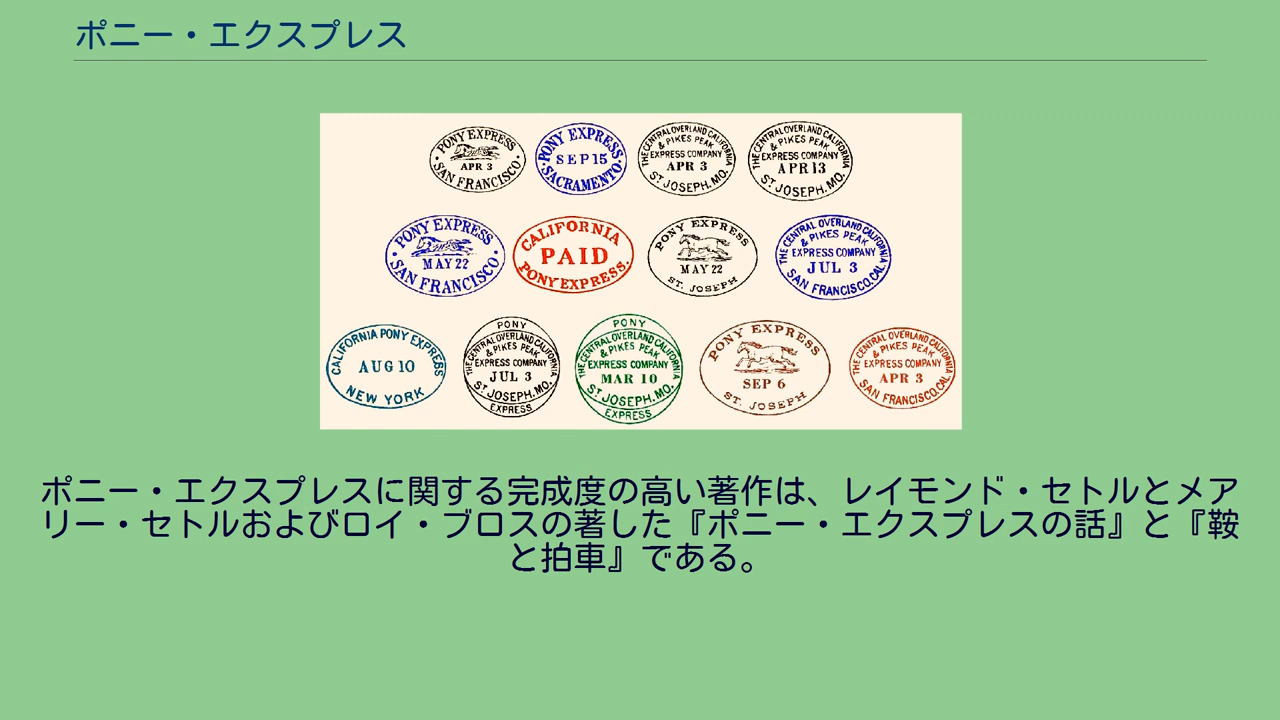 ポニー・エクスプレス
PONY EXPRESS
APR 3
SAN FRANCISCO
PONY EXPRESS
SEP 15
SACRAMENTO
THE CENTRAL OVERLAND CALIFORNIA
& PIKES PEAK
EXPRESS COMPANY
APR 3
ST JOSEPH. MO.
THE CENTRAL OVERLAND CALIFORNIA
& PIKES PEAK
EXPRESS COMPANY
APR 13
ST. JOSEPH. MO.
PONY EXPRESS
MAY 22
SAN FRANCISCO
CALIFORNIA
PAID
PONY EXPRESS.
PONY EXPRESS
MAY 22
ST. JOSEPH
THE CENTRAL OVERLAND CALIFORNIA
& PIKES PEAK
EXPRESS COMPANY
JUL 3
SAN FRANCISCO.CAL
CALIFORNIA PONY EXPRESS
AUG 10
NEW YORK
PONY
THE CENTRAL OVERLAND CALIFORNIA
& PIKES PEAK
EXPRESS COMPANY
JUL 3
ST JOSEPH. MO.
EXPRESS
PONY
THE CENTRAL OVERLAND CALIFORNIA
& PIKES PEAK
EXPRESS COMPANY
MAR 10
ST. JOSEPH. MO.
EXPRESS
PONY EXPRESS
SEP 6
ST. JOSEPH
THE CENTRAL OVERLAND CALIFORNIA
& PIKES PEAK
EXPRESS COMPANY
APR 3
SAN FRANCISCO.CAL
ポニー・エクスプレスに関する完成度の高い著作は、レイモンド・セトルとメア
リー・セトルおよびロイ・ブロスの著した『ポニー・エクスプレスの話』と『鞍
と拍車』である。